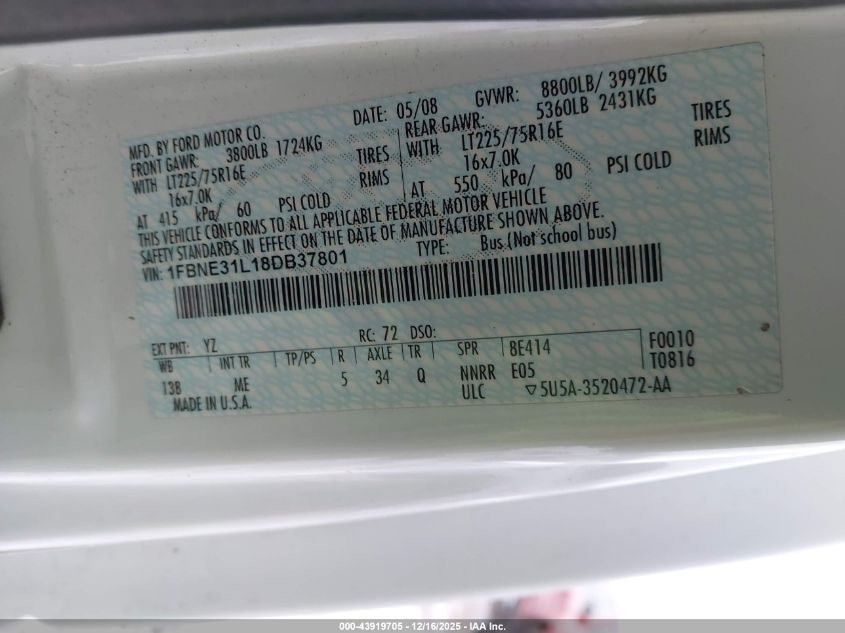 MFD. BY FORD MOTOR CO.
DATE: 05/08 GVWR: 8800LB/ 3992KG
FRONT GAWR: 3800LB 1724KG
REAR GAWR: 5360LB 2431KG
WITH LT225/75R16E TIRES
WITH LT225/75R16E TIRES
16x7.0K RIMS
16x7.0K RIMS
AT 415 kPa/ 60 PSI COLD
AT 550 kPa/ 80 PSI COLD
THIS VEHICLE CONFORMS TO ALL APPLICABLE FEDERAL MOTOR VEHICLE
SAFETY STANDARDS IN EFFECT ON THE DATE OF MANUFACTURE SHOWN ABOVE.
VIN: 1FBNE31L18DB37801 TYPE: Bus (Not school bus)
EXT PNT: YZ RC: 72 DSO:
WB INT TR TP/PS R AXLE TR SPR 8E414 F0010
138 ME 5 34 Q NNRR E05 T0816
MADE IN U.S.A. ULC ▽5U5A-3520472-AA
000-43919705 - 12/16/2025 - IAA Inc.